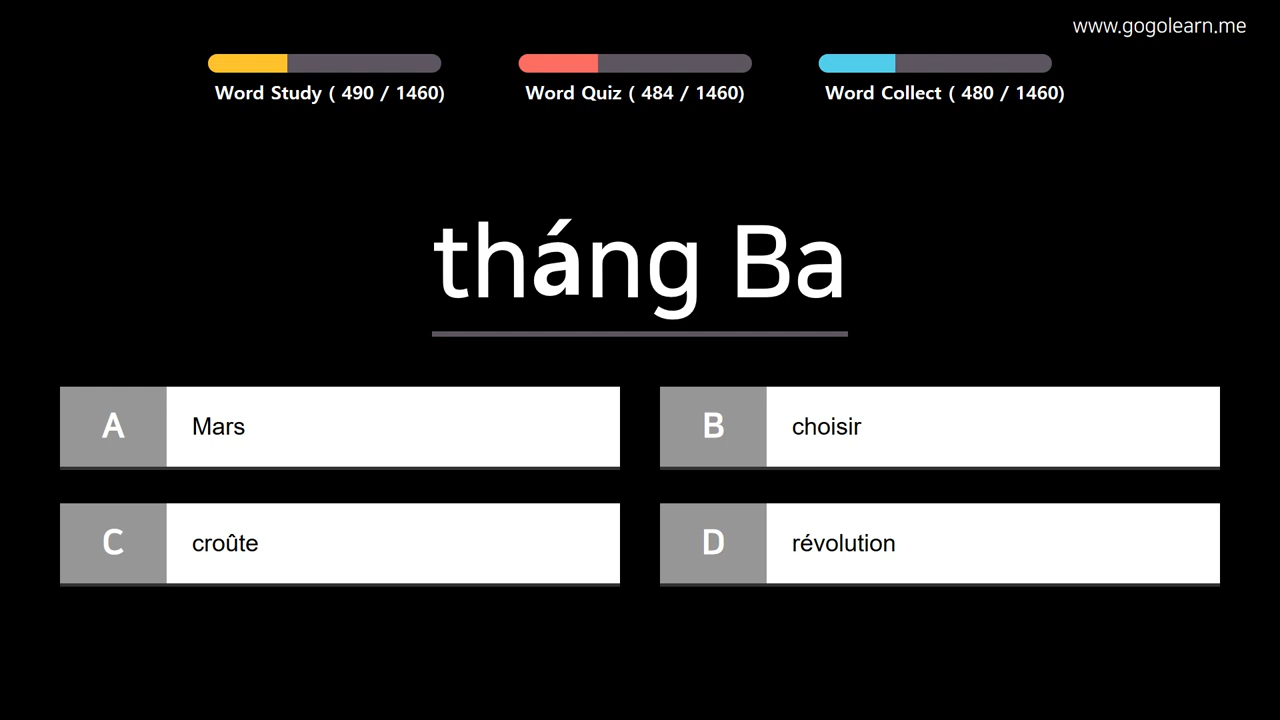 www.gogolearn.me
Word Study ( 490 / 1460)
Word Quiz ( 484 / 1460)
Word Collect ( 480 / 1460)
tháng Ba
A Mars
B choisir
C croûte
D révolution